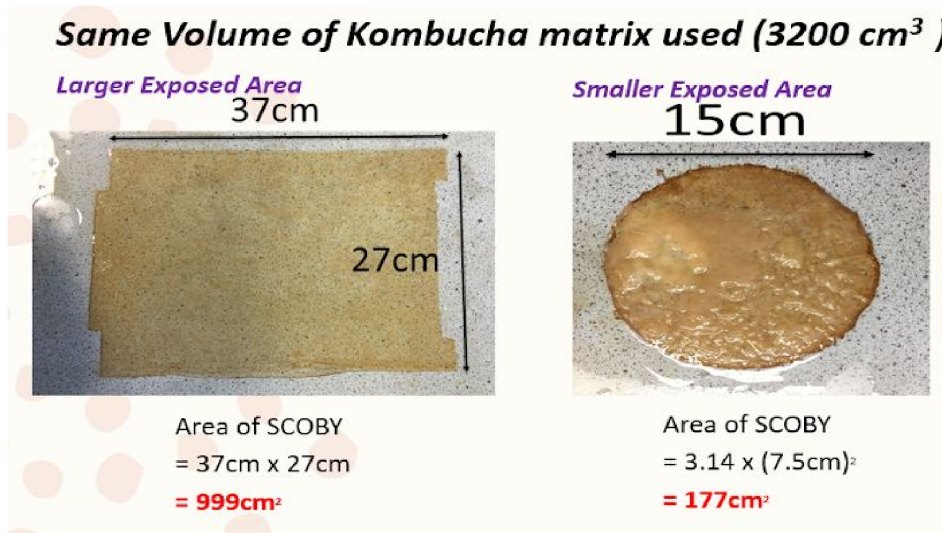 Same Volume of Kombucha matrix used (3200 cm³ )
Larger Exposed Area
37cm
27cm
Area of SCOBY
= 37cm x 27cm
= 999cm²
Smaller Exposed Area
15cm
Area of SCOBY
= 3.14 x (7.5cm)²
= 177cm²